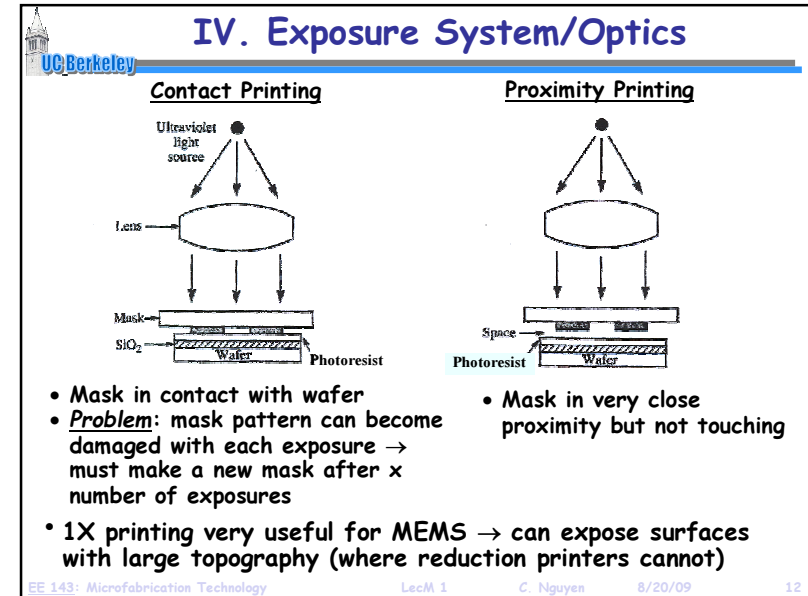 IV. Exposure System/Optics
UC Berkeley
Contact Printing
Ultraviolet
light
source
Lens
Mask
SiO₂
Wafer
Photoresist
• Mask in contact with wafer
• Problem: mask pattern can become
damaged with each exposure →
must make a new mask after x
number of exposures
Proximity Printing
Space
Photoresist
Wafer
• Mask in very close
proximity but not touching
• 1X printing very useful for MEMS → can expose surfaces
with large topography (where reduction printers cannot)
EE 143: Microfabrication Technology LecM 1 C. Nguyen 8/20/09 12